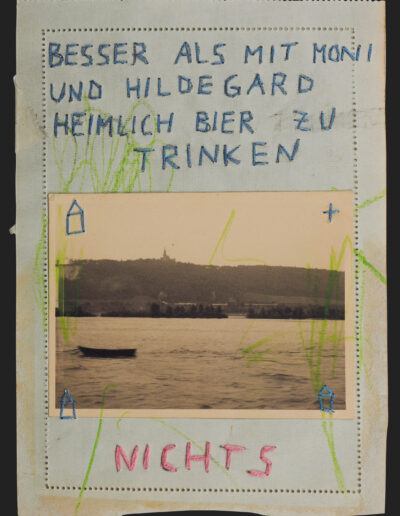 BESSER ALS MIT MONI
UND HILDEGARD
HEIMLICH BIER ZU
TRINKEN
NICHTS